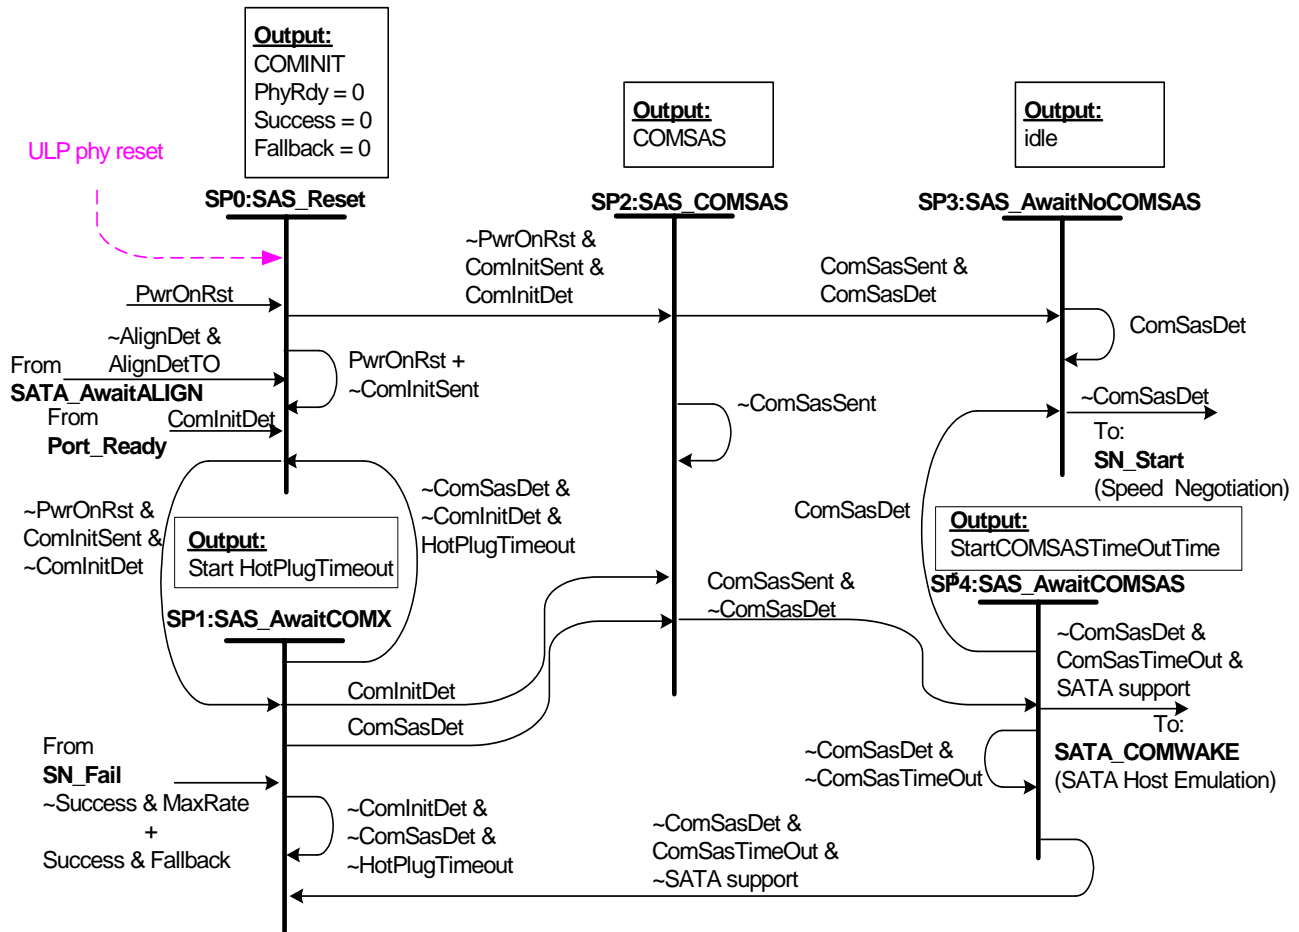 Output:
COMINIT
PhyRdy = 0
Success = 0
Fallback = 0
Output:
COMSAS
Output:
idle
ULP phy reset
SP0:SAS_Reset
SP2:SAS_COMSAS
SP3:SAS_AwaitNoCOMSAS
~PwrOnRst &
ComInitSent &
ComInitDet
ComSasSent &
ComSasDet
PwrOnRst
~AlignDet &
AlignDetTO
From
SATA_AwaitALIGN
PwrOnRst +
~ComInitSent
ComSasDet
From
Port_Ready
ComInitDet
~ComSasSent
~ComSasDet
To:
SN_Start
(Speed Negotiation)
~PwrOnRst &
ComInitSent &
~ComInitDet
Output:
Start HotPlugTimeout
~ComSasDet &
~ComInitDet &
HotPlugTimeout
ComSasDet
Output:
StartCOMSASTimeOutTime
SP1:SAS_AwaitCOMX
ComSasSent &
~ComSasDet
SP4:SAS_AwaitCOMSAS
~ComSasDet &
ComSasTimeOut &
SATA support
To:
SATA_COMWAKE
(SATA Host Emulation)
ComInitDet
ComSasDet
~ComSasDet &
~ComSasTimeOut
From
SN_Fail
~Success & MaxRate
+
Success & Fallback
~ComInitDet &
~ComSasDet &
~HotPlugTimeout
~ComSasDet &
ComSasTimeOut &
~SATA support